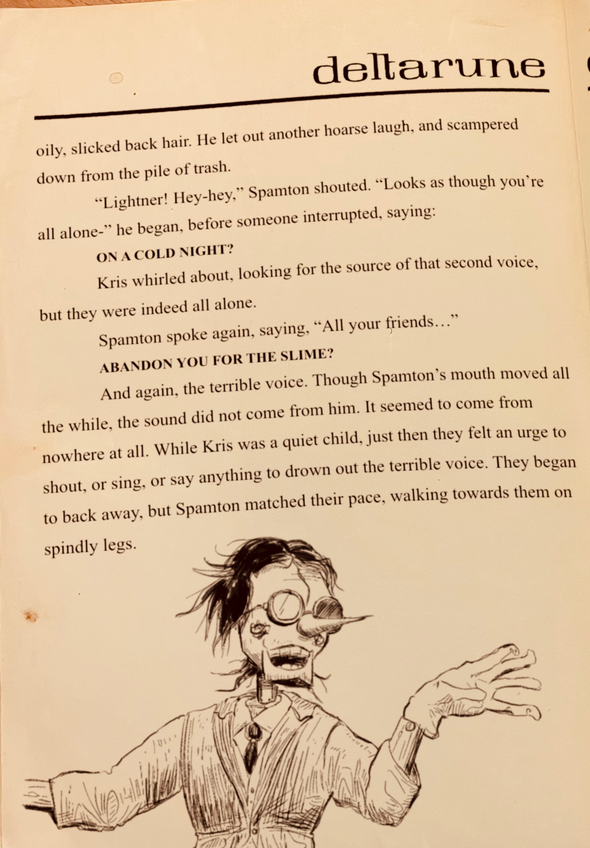 deltarune
oily, slicked back hair. He let out another hoarse laugh, and scampered
down from the pile of trash.
“Lightner! Hey-hey,” Spamton shouted. “Looks as though you’re
all alone-” he began, before someone interrupted, saying:
ON A COLD NIGHT?
Kris whirled about, looking for the source of that second voice,
but they were indeed all alone.
Spamton spoke again, saying, “All your friends…”
ABANDON YOU FOR THE SLIME?
And again, the terrible voice. Though Spamton’s mouth moved all
the while, the sound did not come from him. It seemed to come from
nowhere at all. While Kris was a quiet child, just then they felt an urge to
shout, or sing, or say anything to drown out the terrible voice. They began
to back away, but Spamton matched their pace, walking towards them on
spindly legs.